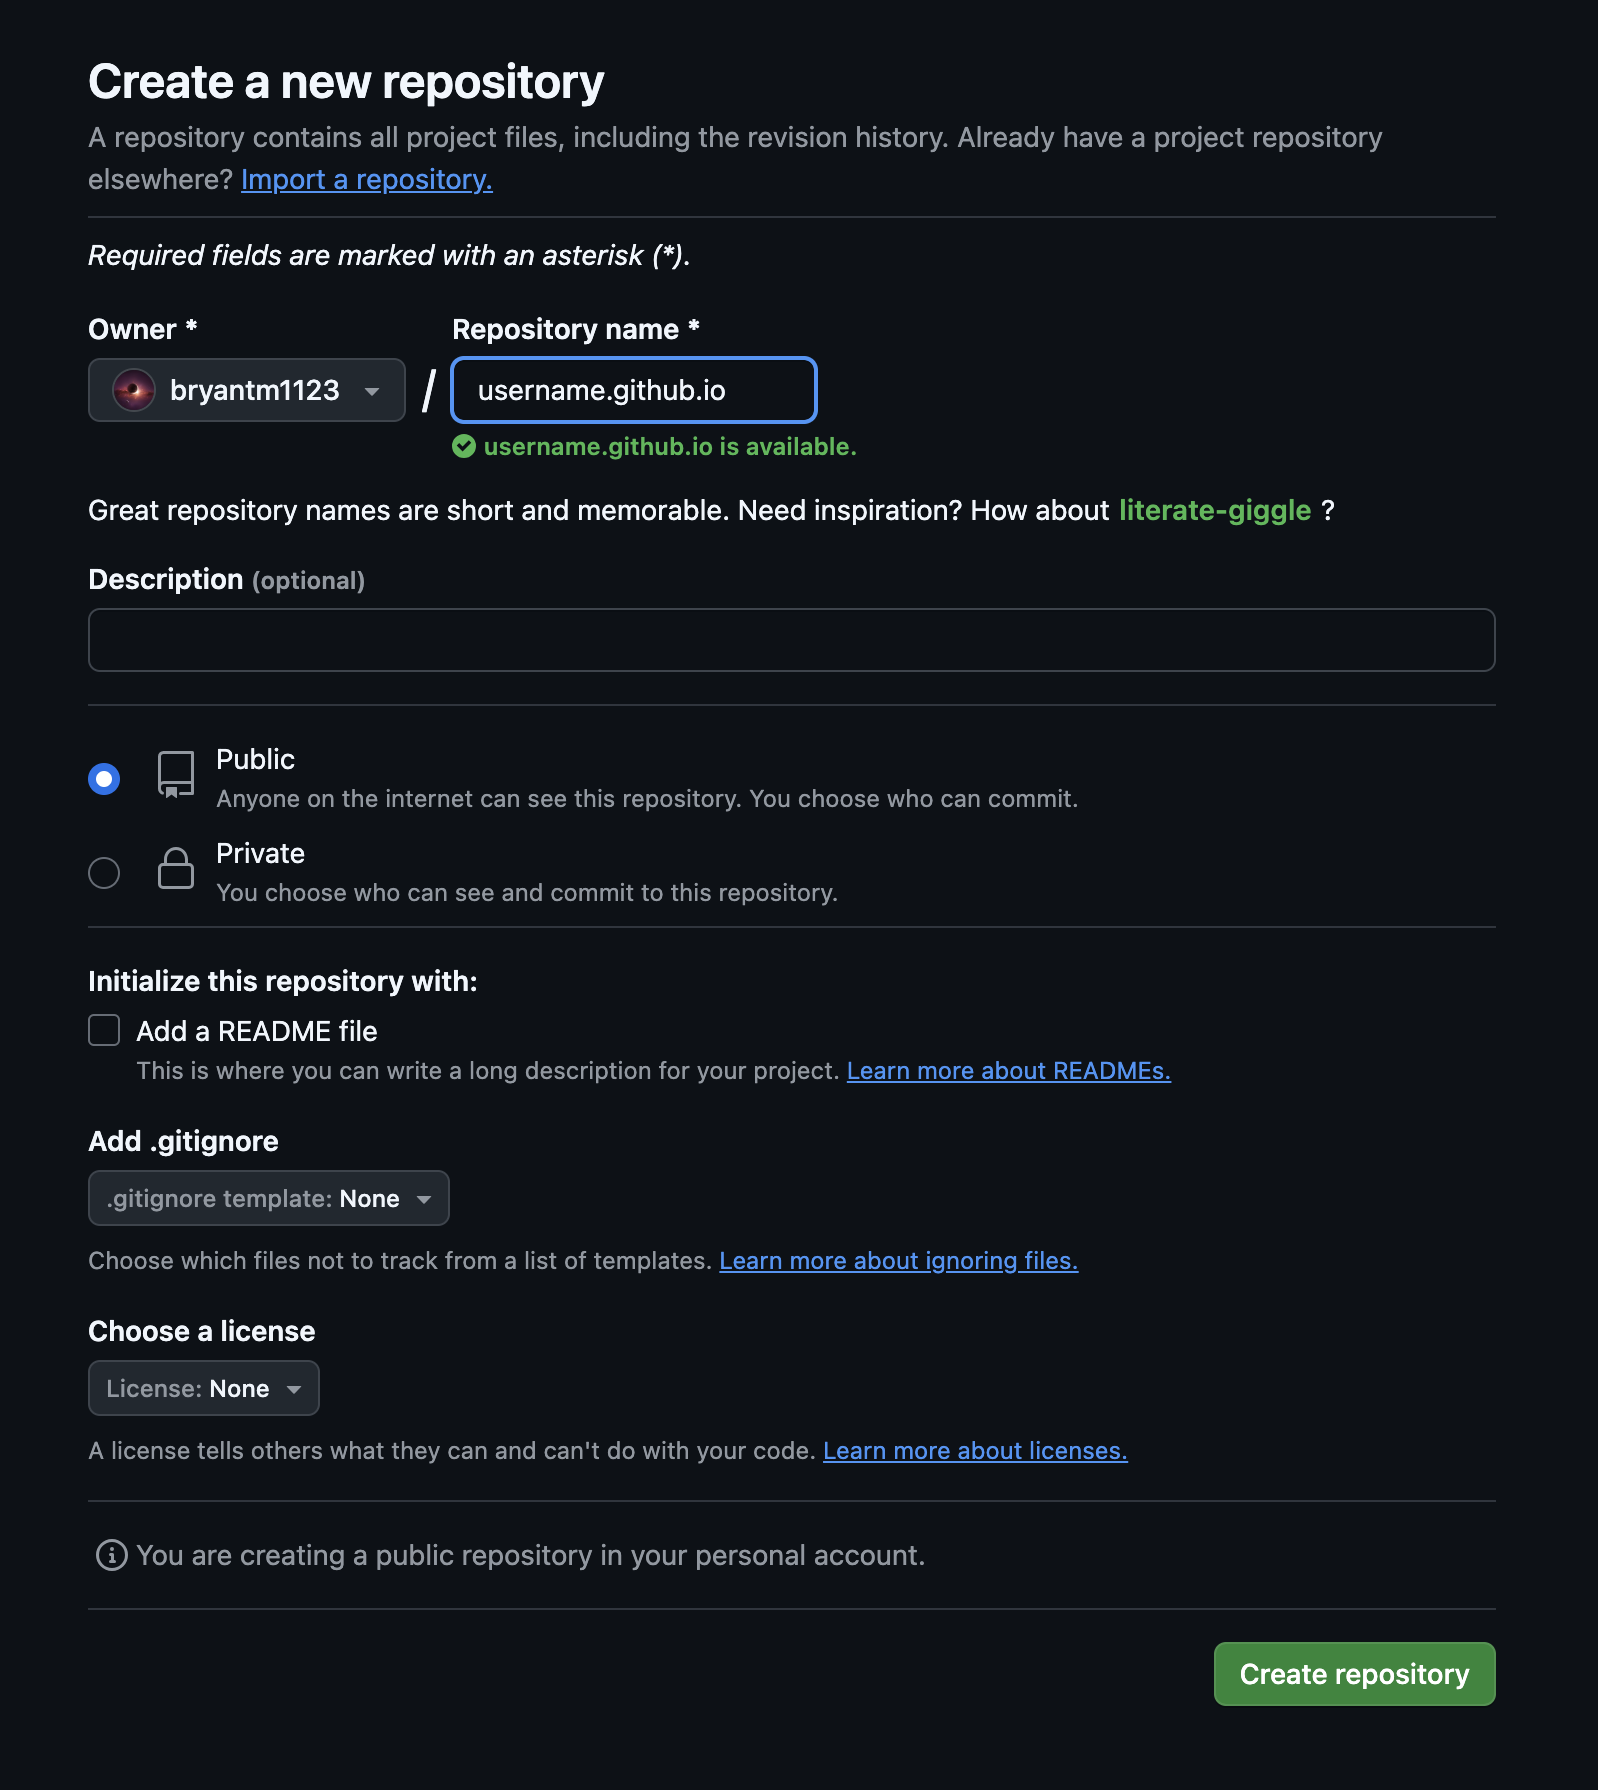 Create a new repository
A repository contains all project files, including the revision history. Already have a project repository
elsewhere? Import a repository.
Required fields are marked with an asterisk (*).
Owner *
Repository name *
bryantm1123
/
username.github.io
username.github.io is available.
Great repository names are short and memorable. Need inspiration? How about literate-giggle ?
Description (optional)
Public
Anyone on the internet can see this repository. You choose who can commit.
Private
You choose who can see and commit to this repository.
Initialize this repository with:
Add a README file
This is where you can write a long description for your project. Learn more about READMEs.
Add .gitignore
.gitignore template: None
Choose which files not to track from a list of templates. Learn more about ignoring files.
Choose a license
License: None
A license tells others what they can and can't do with your code. Learn more about licenses.
You are creating a public repository in your personal account.
Create repository